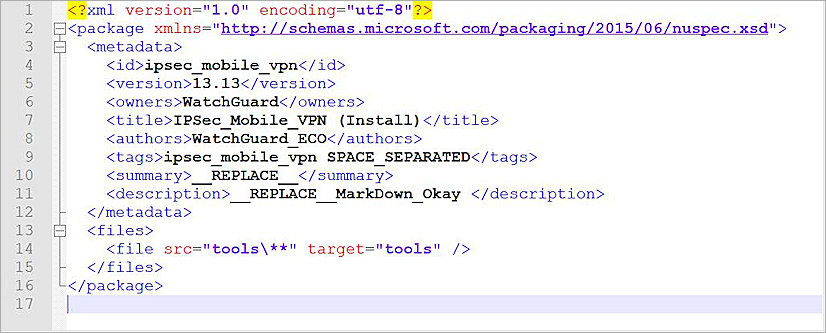 1 <?xml version="1.0" encoding="utf-8"?>
2 <package xmlns="http://schemas.microsoft.com/packaging/2015/06/nuspec.xsd">
3 <metadata>
4 <id>ipsec_mobile_vpn</id>
5 <version>13.13</version>
6 <owners>WatchGuard</owners>
7 <title>IPSec_Mobile_VPN (Install)</title>
8 <authors>WatchGuard_ECO</authors>
9 <tags>ipsec_mobile_vpn SPACE_SEPARATED</tags>
10 <summary>__REPLACE__</summary>
11 <description>__REPLACE__MarkDown_Okay </description>
12 </metadata>
13 <files>
14 <file src="tools\**" target="tools" />
15 </files>
16 </package>
17